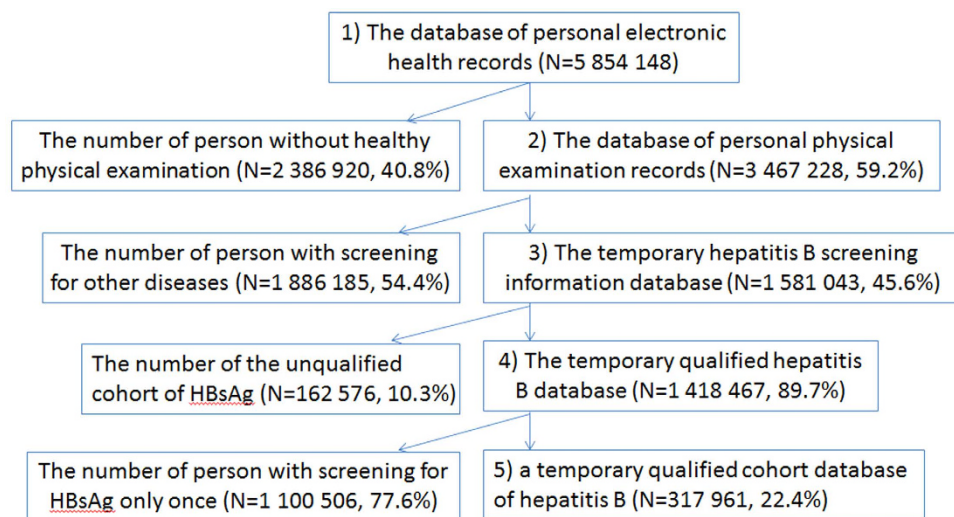 1) The database of personal electronic
health records (N=5 854 148)
The number of person without healthy
physical examination (N=2 386 920, 40.8%)
2) The database of personal physical
examination records (N=3 467 228, 59.2%)
The number of person with screening
for other diseases (N=1 886 185, 54.4%)
3) The temporary hepatitis B screening
information database (N=1 581 043, 45.6%)
The number of the unqualified
cohort of HBsAg (N=162 576, 10.3%)
4) The temporary qualified hepatitis
B database (N=1 418 467, 89.7%)
The number of person with screening for
HBsAg only once (N=1 100 506, 77.6%)
5) a temporary qualified cohort database
of hepatitis B (N=317 961, 22.4%)